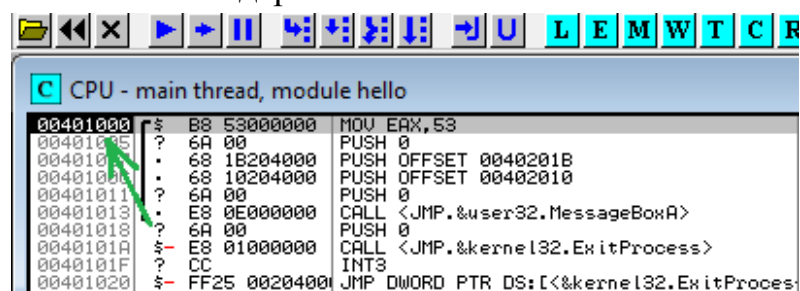 L E M W T C R
C CPU - main thread, module hello
00401000 $ B8 53000000 MOV EAX,53
00401005 ? 6A 00 PUSH 0
. 68 1B204000 PUSH OFFSET 0040201B
. 68 10204000 PUSH OFFSET 00402010
00401011 ? 6A 00 PUSH 0
00401013 . E8 0E000000 CALL <JMP.&user32.MessageBoxA>
00401018 ? 6A 00 PUSH 0
0040101A $- E8 01000000 CALL <JMP.&kernel32.ExitProcess>
0040101F ? CC INT3
00401020 $- FF25 00204000 JMP DWORD PTR DS:[<&kernel32.ExitProces